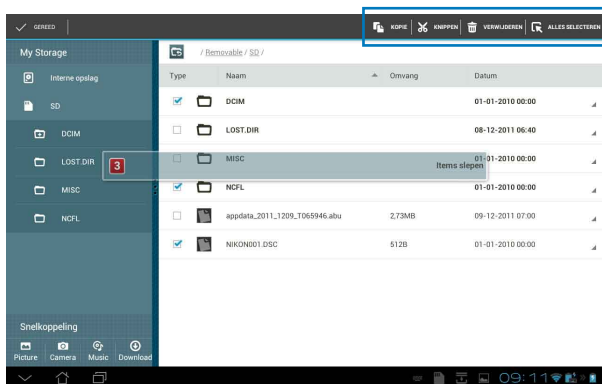 GEREED KOPIE KNIPPEN VERWIJDEREN ALLES SELECTEREN
My Storage / Removable / SD /
Interne opslag
SD
DCIM
LOST.DIR
MISC
NCFL
Type Naam Omvang Datum
DCIM 01-01-2010 00:00
LOST.DIR 08-12-2011 06:40
MISC 01-01-2010 00:00
3 Items slepen
NCFL 01-01-2010 00:00
appdata_2011_1209_T065946.abu 2,73MB 09-12-2011 07:00
NIKON001.DSC 512B 01-01-2010 00:00
Snelkoppeling
Picture Camera Music Download
09:11